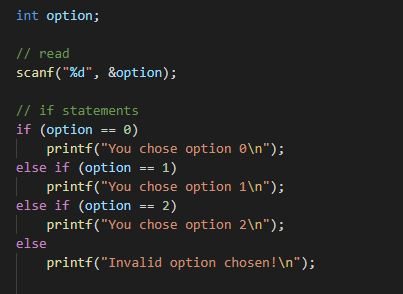 int option;
// read
scanf("%d", &option);
// if statements
if (option == 0)
printf("You chose option 0\n");
else if (option == 1)
printf("You chose option 1\n");
else if (option == 2)
printf("You chose option 2\n");
else
printf("Invalid option chosen!\n");